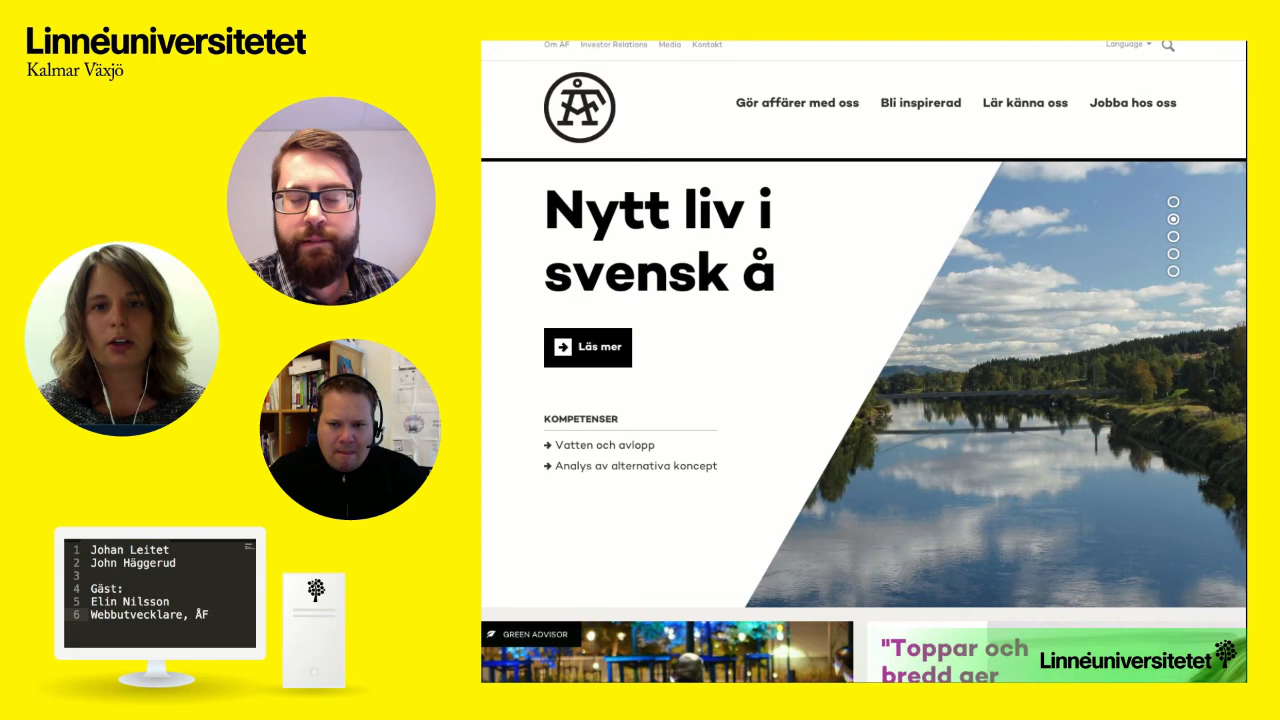 Linnéuniversitetet
Kalmar Växjö
1 Johan Leitet
2 John Häggerud
3
4 Gäst:
5 Elin Nilsson
6 Webbutvecklare, ÅF
Om ÅF Investor Relations Media Kontakt Language
ÅF
Gör affärer med oss Bli inspirerad Lär känna oss Jobba hos oss
Nytt liv i
svensk å
Läs mer
KOMPETENSER
Vatten och avlopp
Analys av alternativa koncept
GREEN ADVISOR
"Toppar och
bredd ger
Linnéuniversitetet